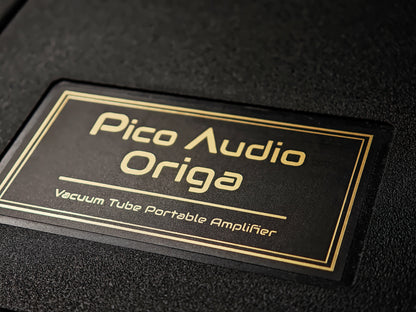 Pico Audio
Origa
Vacuum Tube Portable Amplifier